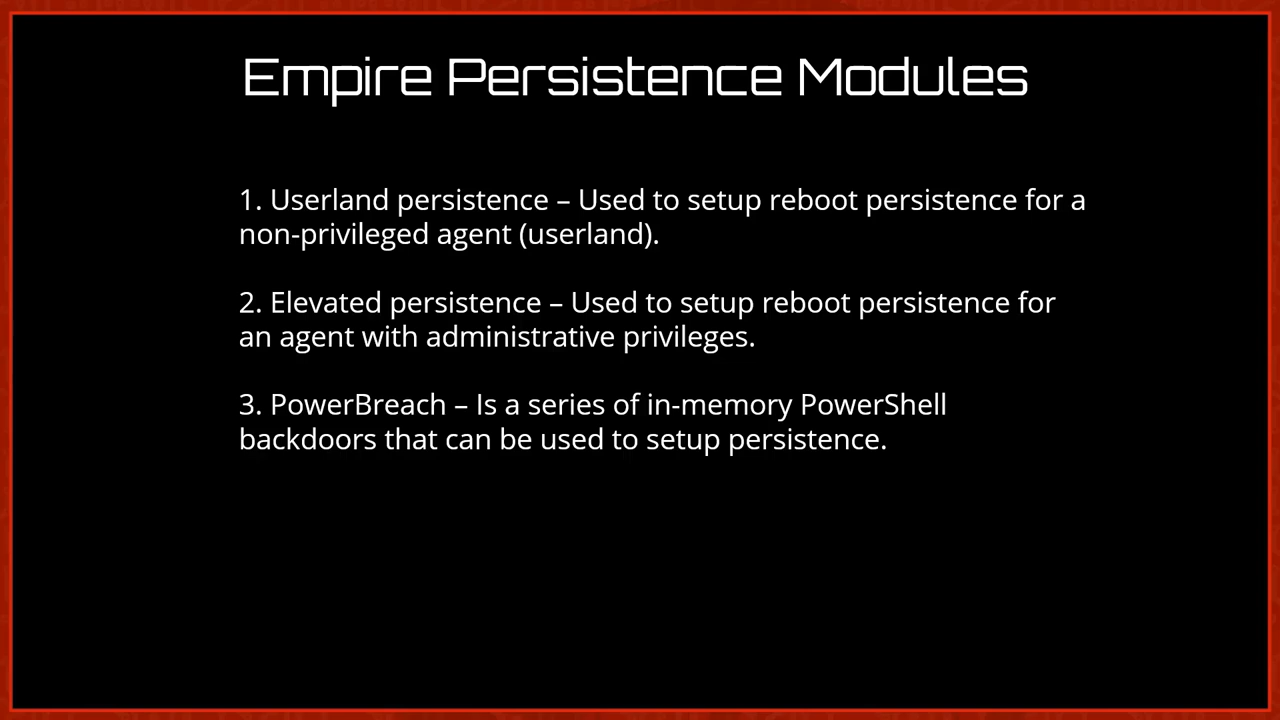 Empire Persistence Modules
1. Userland persistence – Used to setup reboot persistence for a
non-privileged agent (userland).
2. Elevated persistence – Used to setup reboot persistence for
an agent with administrative privileges.
3. PowerBreach – Is a series of in-memory PowerShell
backdoors that can be used to setup persistence.